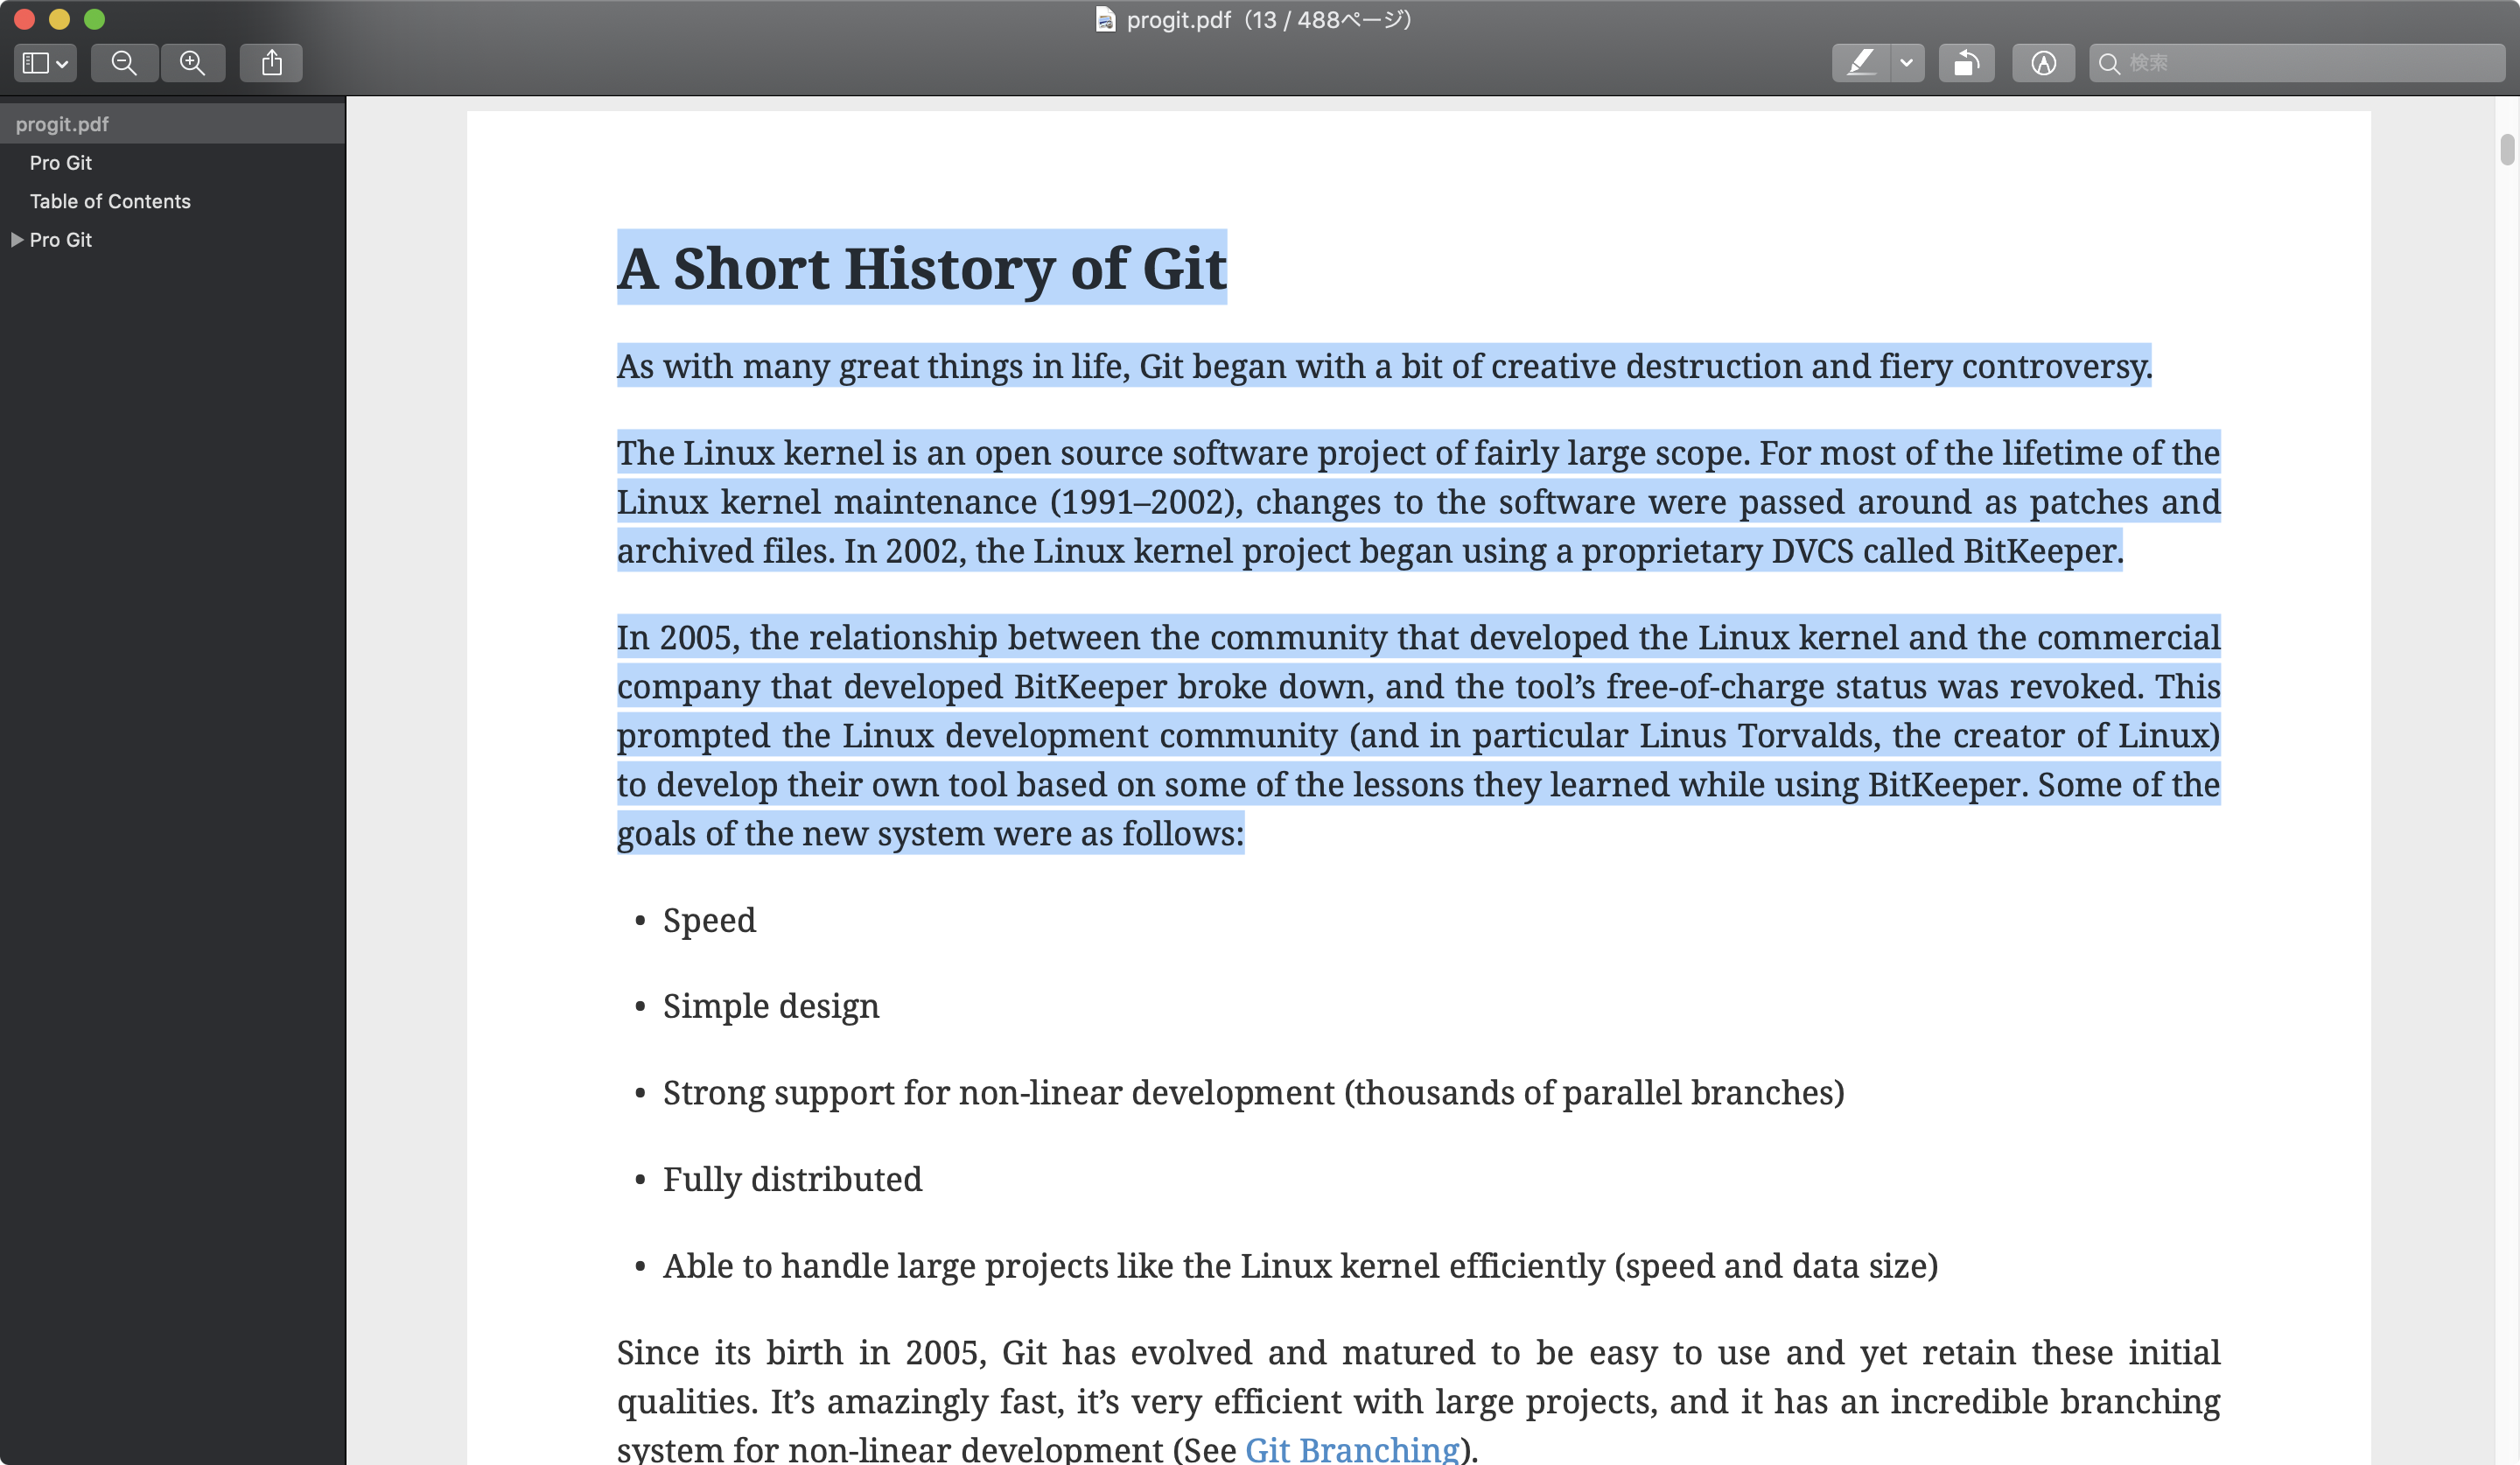 progit.pdf（13 / 488ページ）
検索
progit.pdf
Pro Git
Table of Contents
Pro Git
A Short History of Git
As with many great things in life, Git began with a bit of creative destruction and fiery controversy.
The Linux kernel is an open source software project of fairly large scope. For most of the lifetime of the
Linux kernel maintenance (1991–2002), changes to the software were passed around as patches and
archived files. In 2002, the Linux kernel project began using a proprietary DVCS called BitKeeper.
In 2005, the relationship between the community that developed the Linux kernel and the commercial
company that developed BitKeeper broke down, and the tool’s free-of-charge status was revoked. This
prompted the Linux development community (and in particular Linus Torvalds, the creator of Linux)
to develop their own tool based on some of the lessons they learned while using BitKeeper. Some of the
goals of the new system were as follows:
• Speed
• Simple design
• Strong support for non-linear development (thousands of parallel branches)
• Fully distributed
• Able to handle large projects like the Linux kernel efficiently (speed and data size)
Since its birth in 2005, Git has evolved and matured to be easy to use and yet retain these initial
qualities. It’s amazingly fast, it’s very efficient with large projects, and it has an incredible branching
system for non-linear development (See Git Branching).